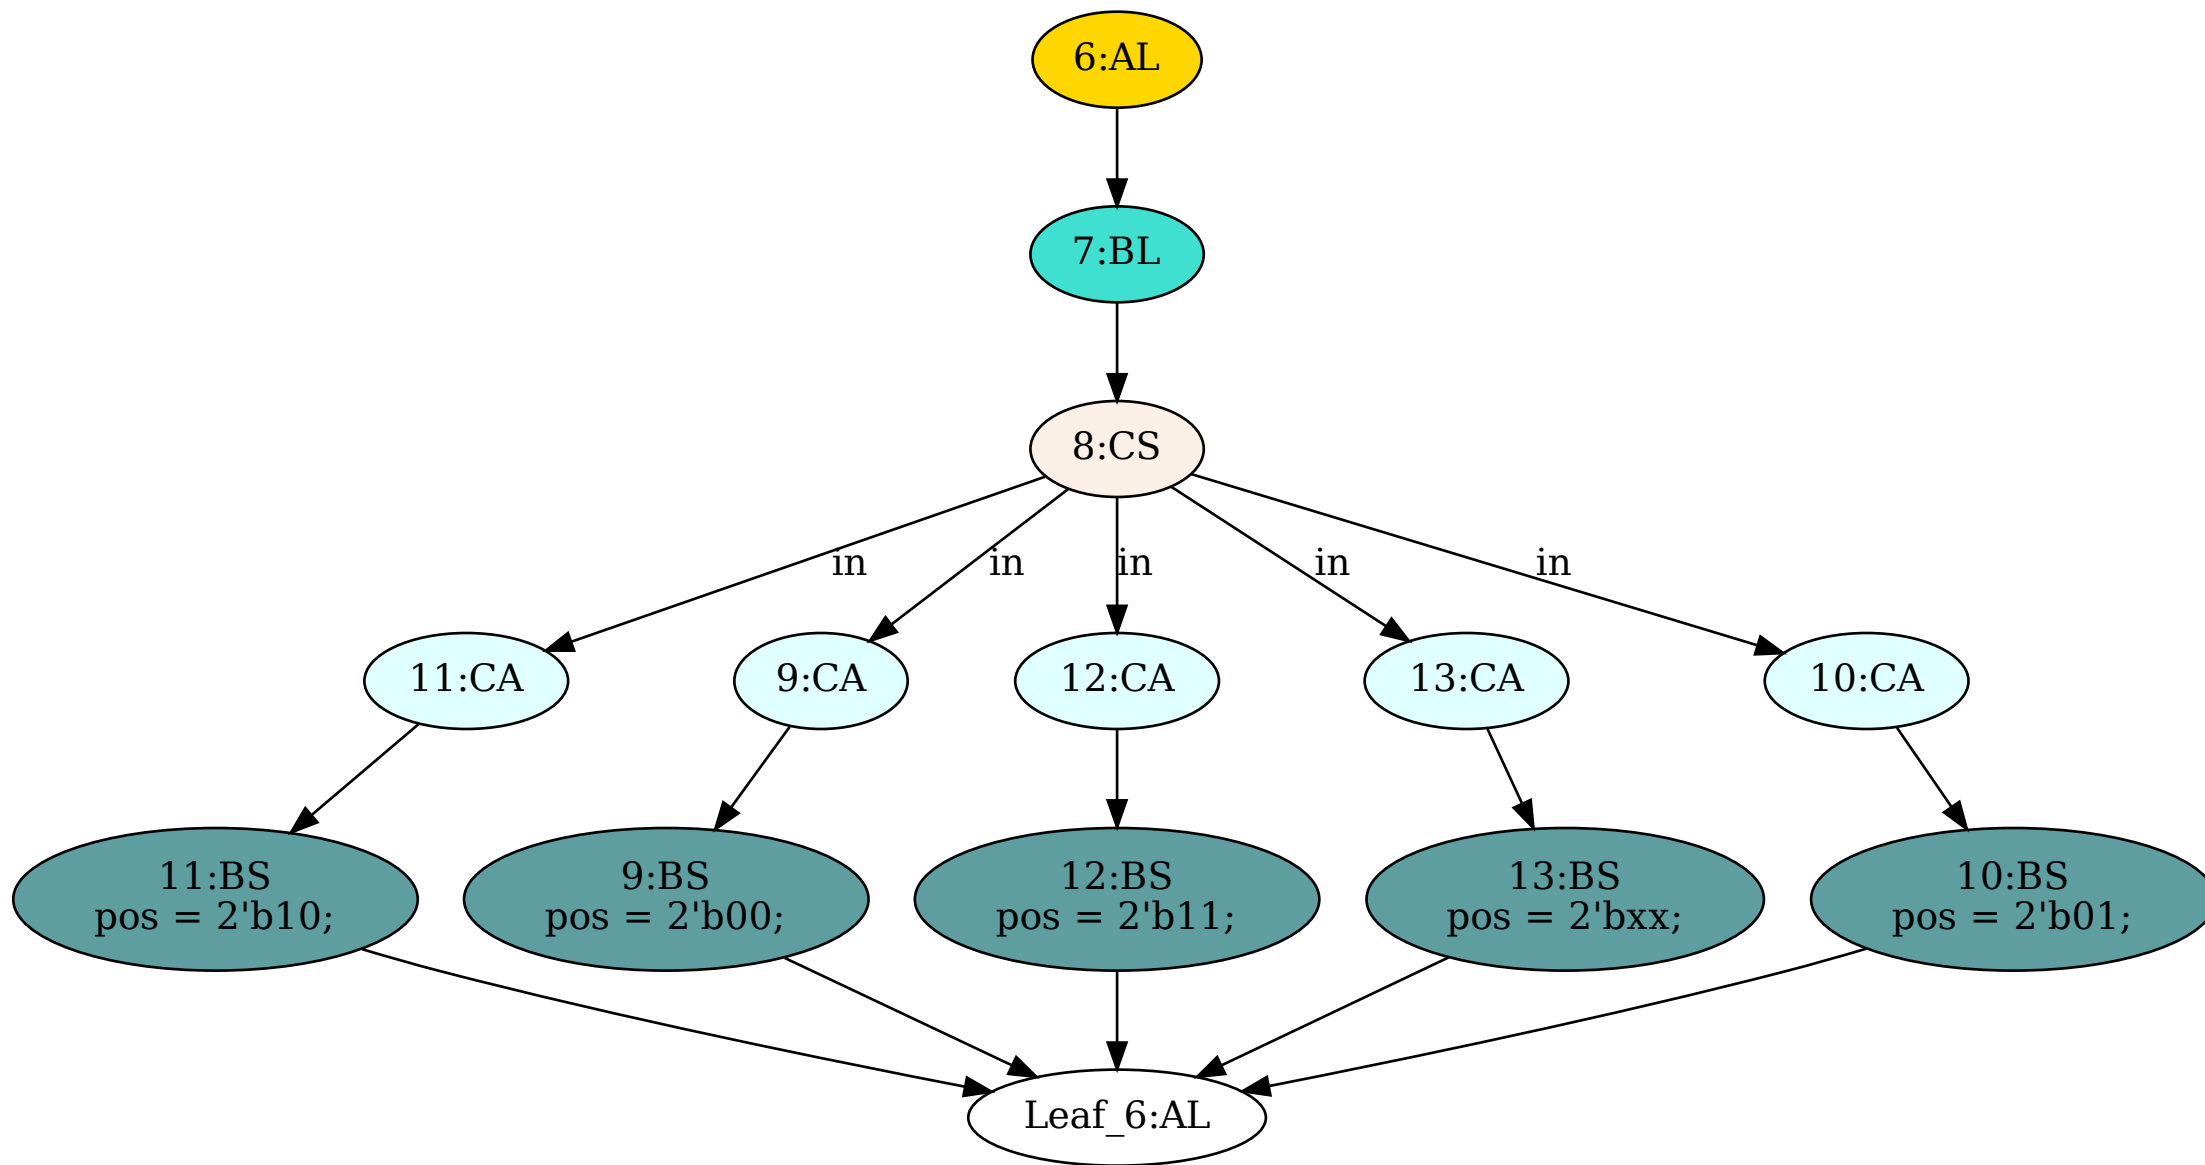 6:AL
7:BL
8:CS
in
in
in
in
in
11:CA
9:CA
12:CA
13:CA
10:CA
11:BS
pos = 2'b10;
9:BS
pos = 2'b00;
12:BS
pos = 2'b11;
13:BS
pos = 2'bxx;
10:BS
pos = 2'b01;
Leaf_6:AL